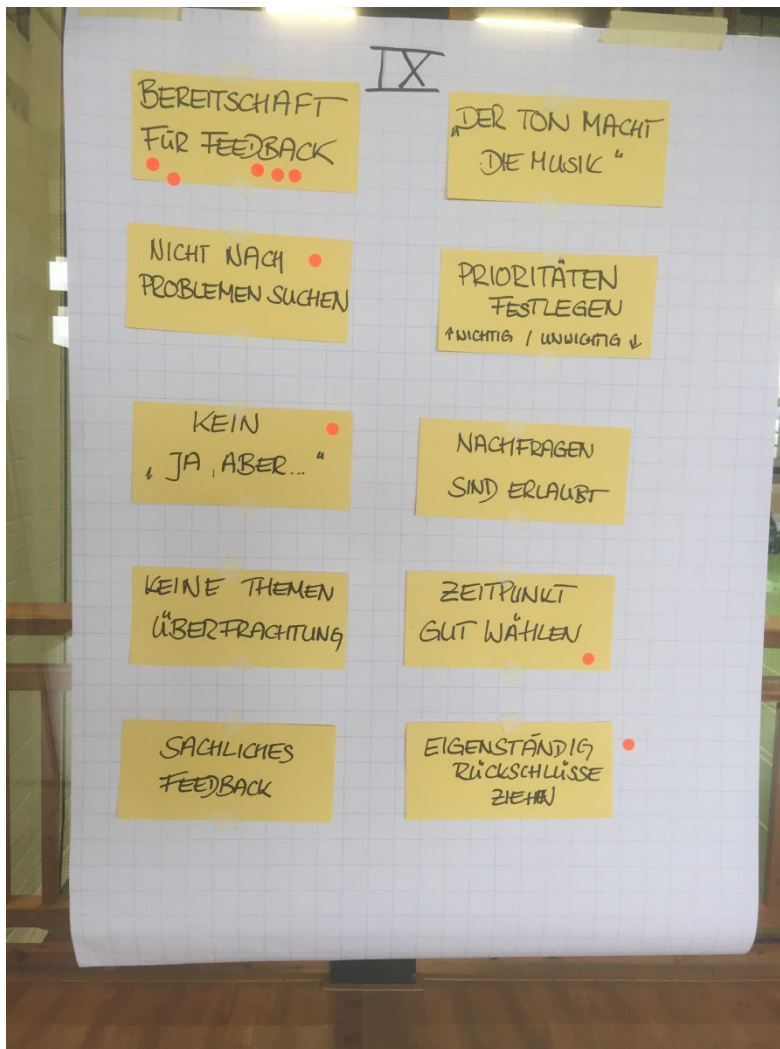 IX
BEREITSCHAFT
FÜR FEEDBACK
„DER TON MACHT
DIE MUSIK“
NICHT NACH
PROBLEMEN SUCHEN
PRIORITÄTEN
FESTLEGEN
↑WICHTIG / UNWICHTIG ↓
KEIN
„JA, ABER...“
NACHFRAGEN
SIND ERLAUBT
KEINE THEMEN
ÜBERFRACHTUNG
ZEITPUNKT
GUT WÄHLEN
SACHLICHES
FEEDBACK
EIGENSTÄNDIG
RÜCKSCHLÜSSE
ZIEHEN